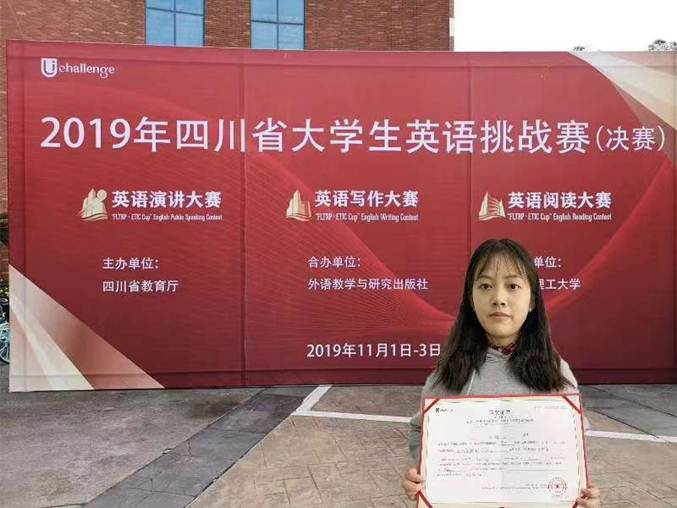 Uchallenge
2019年四川省大学生英语挑战赛（决赛）
英语演讲大赛
"FLTRP·ETIC Cup" English Public Speaking Contest
英语写作大赛
"FLTRP·ETIC Cup" English Writing Contest
英语阅读大赛
"FLTRP·ETIC Cup" English Reading Contest
主办单位：
四川省教育厅
合办单位：
外语教学与研究出版社
单位：
理工大学
2019年11月1日-3日